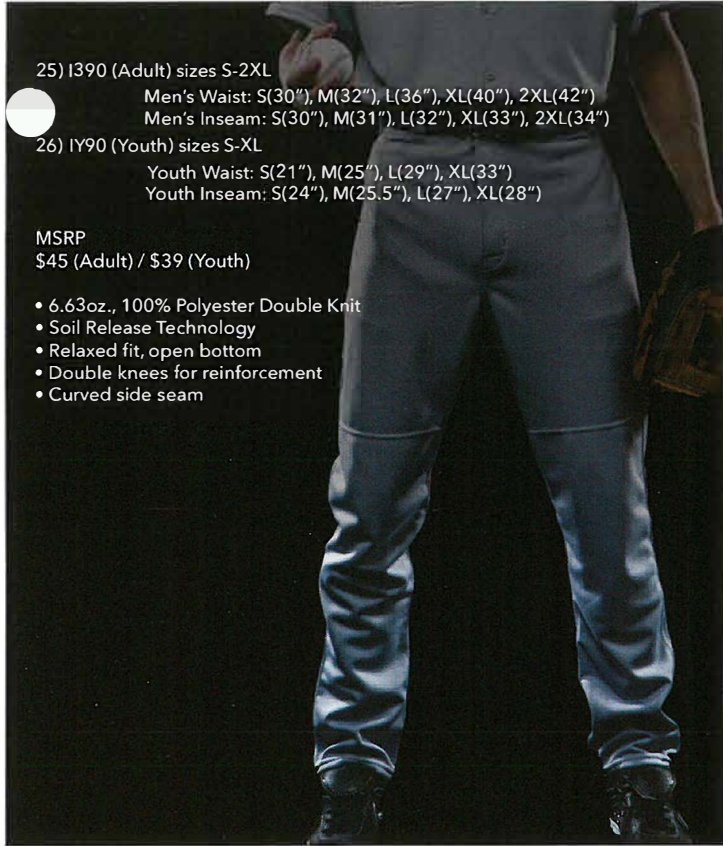 25) I390 (Adult) sizes S-2XL
Men's Waist: S(30"), M(32"), L(36"), XL(40"), 2XL(42")
Men's Inseam: S(30"), M(31"), L(32"), XL(33"), 2XL(34")
26) IY90 (Youth) sizes S-XL
Youth Waist: S(21"), M(25"), L(29"), XL(33")
Youth Inseam: S(24"), M(25.5"), L(27"), XL(28")
MSRP
$45 (Adult) / $39 (Youth)
• 6.63oz., 100% Polyester Double Knit
• Soil Release Technology
• Relaxed fit, open bottom
• Double knees for reinforcement
• Curved side seam